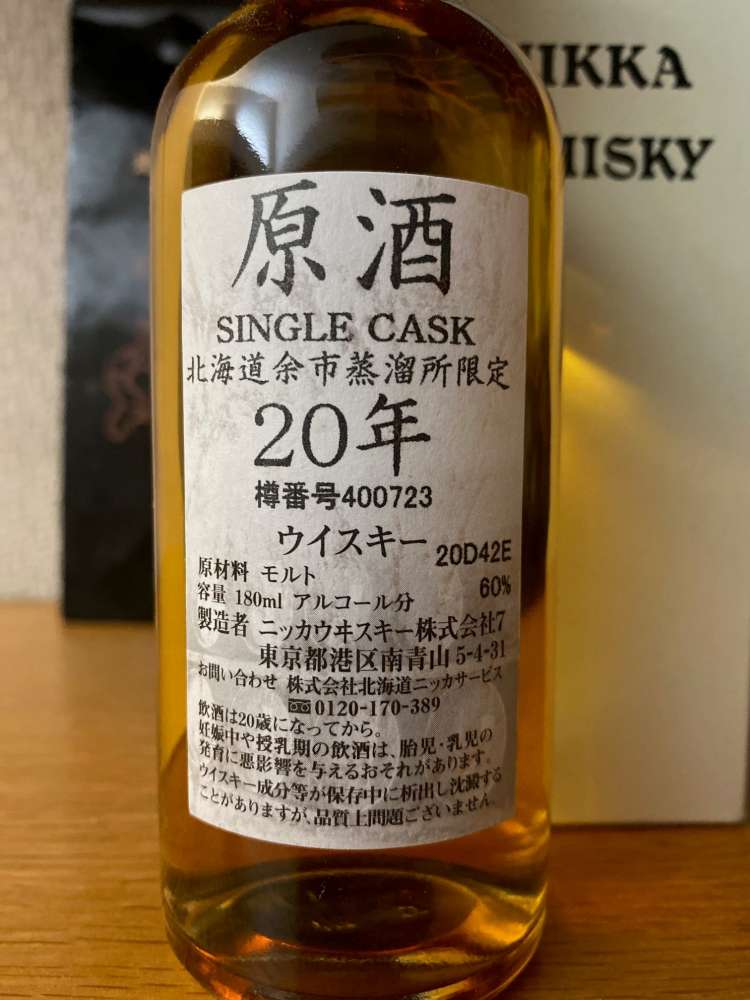 原酒
SINGLE CASK
北海道余市蒸溜所限定
20年
樽番号400723
ウイスキー 20D42E
原材料 モルト 60%
容量 180ml アルコール分
製造者 ニッカウヰスキー株式会社7
東京都港区南青山5-4-31
お問い合わせ 株式会社北海道ニッカサービス
0120-170-389
飲酒は20歳になってから。
妊娠中や授乳期の飲酒は、胎児・乳児の
発育に悪影響を与えるおそれがあります。
ウイスキー成分等が保存中に析出し沈澱する
ことがありますが、品質上問題ございません。
NIKKA
WHISKY